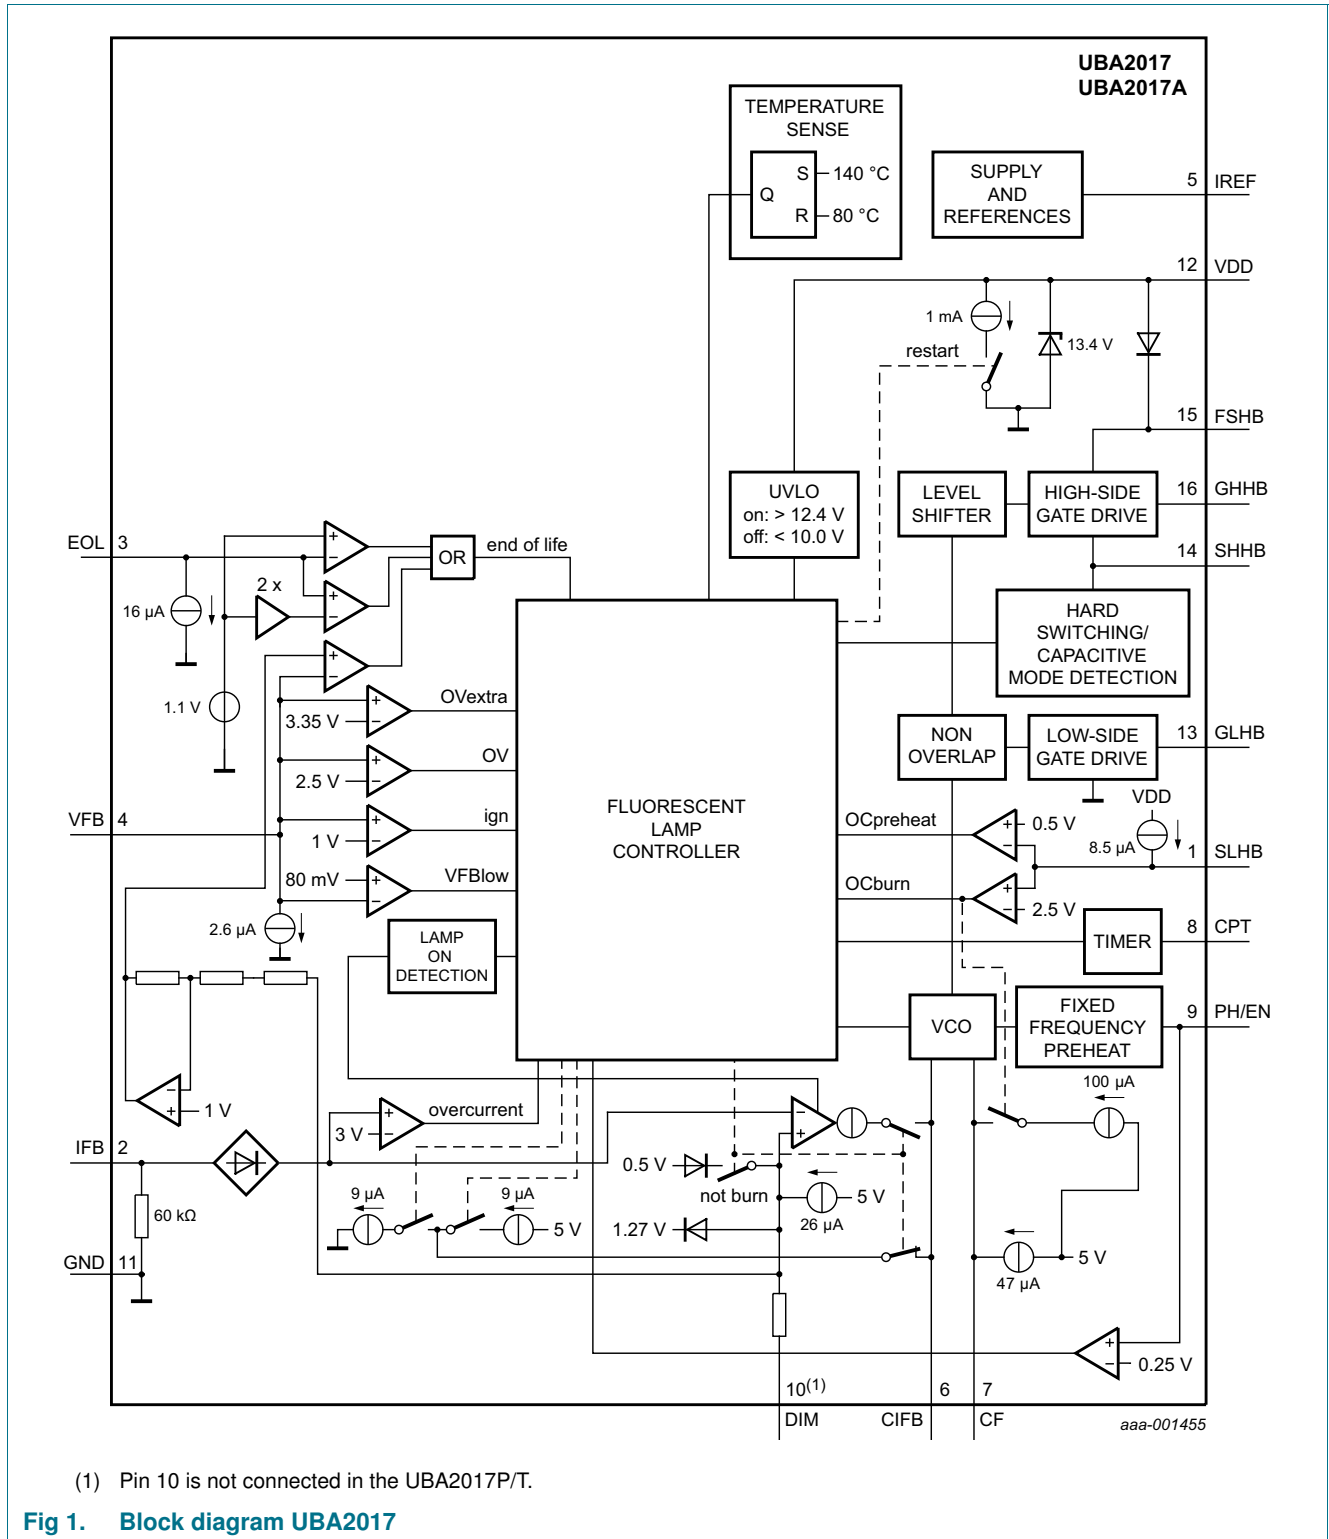 UBA2017
UBA2017A
TEMPERATURE
SENSE
S
140 °C
Q
R
80 °C
SUPPLY
AND
REFERENCES
5
IREF
12
VDD
1 mA
13.4 V
restart
15
FSHB
UVLO
on: > 12.4 V
off: < 10.0 V
LEVEL
SHIFTER
HIGH-SIDE
GATE DRIVE
16
GHHB
14
SHHB
EOL
3
+
−
OR
end of life
2 x
+
−
16 µA
+
−
1.1 V
HARD
SWITCHING/
CAPACITIVE
MODE DETECTION
OVextra
+
−
3.35 V
OV
+
−
2.5 V
ign
+
−
1 V
VFB
4
VFBlow
80 mV
+
−
2.6 µA
NON
OVERLAP
LOW-SIDE
GATE DRIVE
13
GLHB
VDD
FLUORESCENT
LAMP
CONTROLLER
OCpreheat
+
−
0.5 V
8.5 µA
1
SLHB
OCburn
+
−
2.5 V
LAMP
ON
DETECTION
TIMER
8
CPT
VCO
FIXED
FREQUENCY
PREHEAT
9
PH/EN
−
+
1 V
100 µA
overcurrent
+
−
3 V
−
+
IFB
2
0.5 V
not burn
5 V
26 µA
60 kΩ
9 µA
9 µA
5 V
1.27 V
GND
11
5 V
47 µA
+
−
0.25 V
10(1)
6
7
DIM
CIFB
CF
aaa-001455
(1) Pin 10 is not connected in the UBA2017P/T.
Fig 1. Block diagram UBA2017